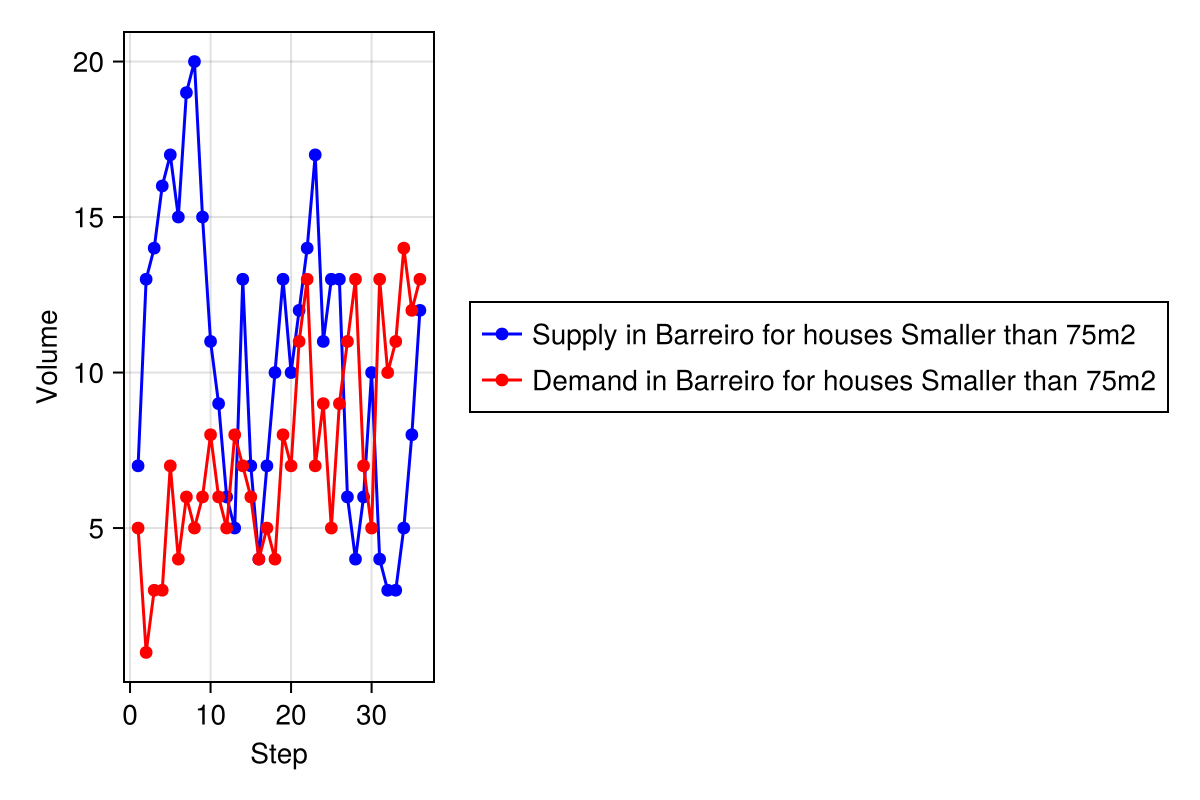 20
15
10
5
Volume
0 10 20 30
Step
Supply in Barreiro for houses Smaller than 75m2
Demand in Barreiro for houses Smaller than 75m2